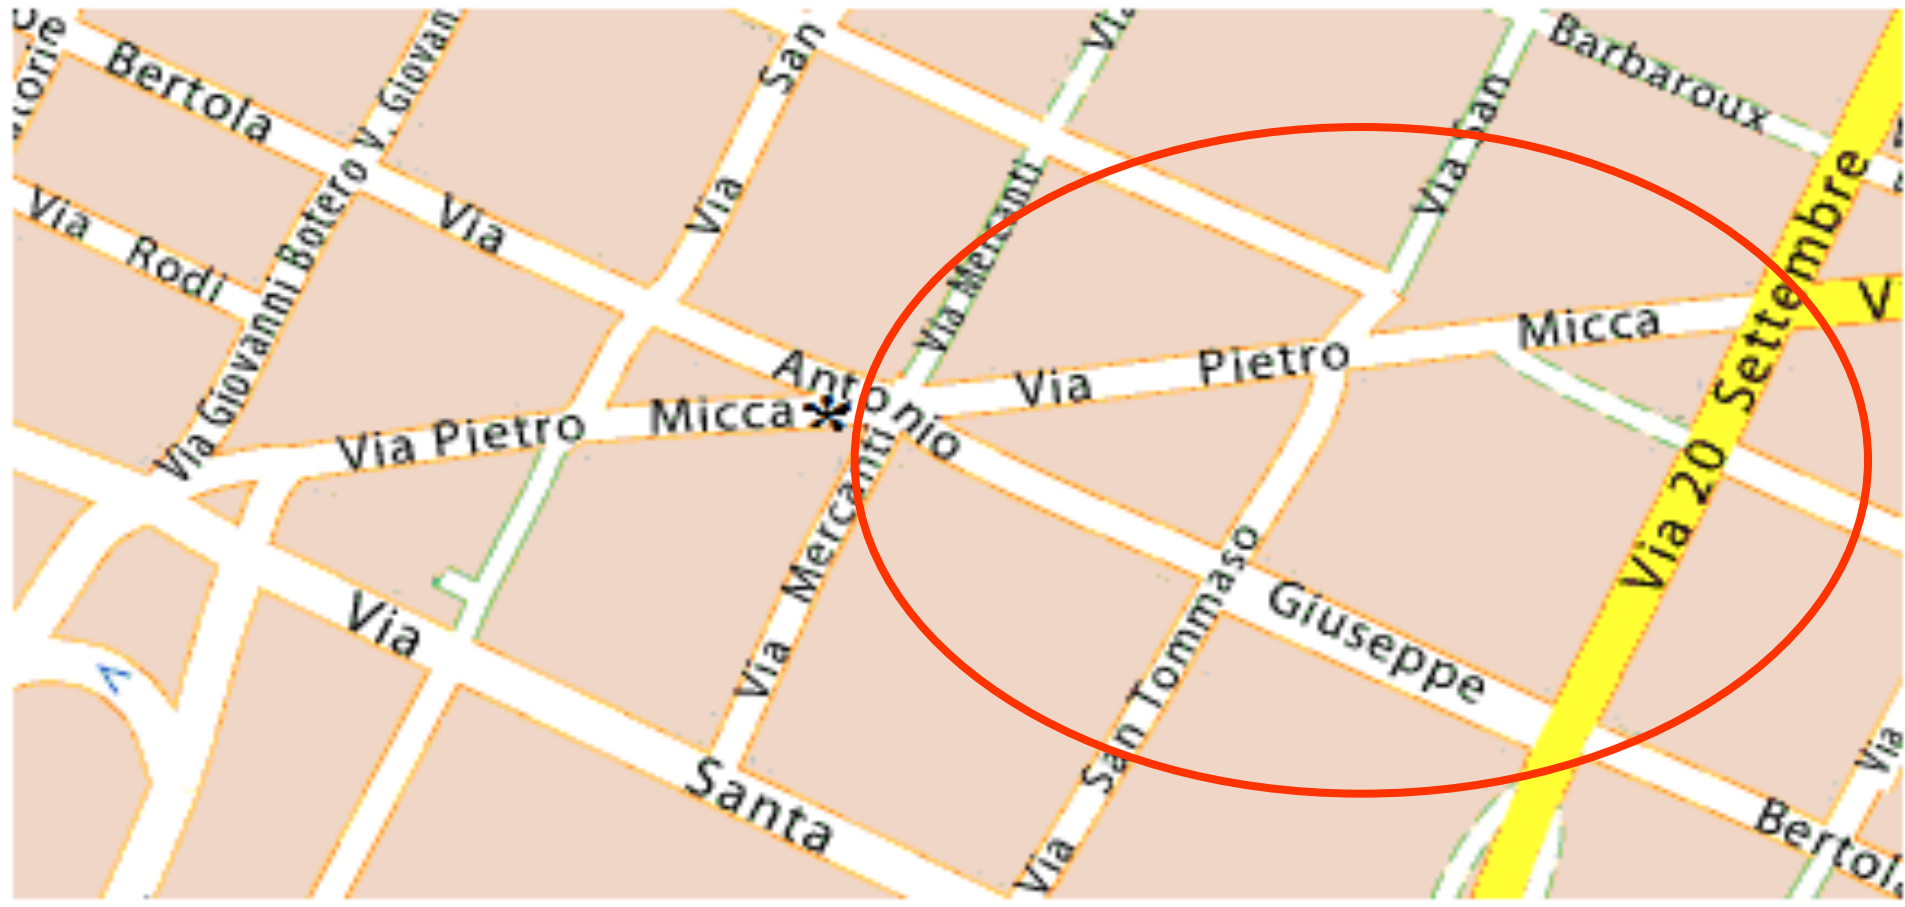 Bertola
Via
Antonio
Giuseppe
Bertola
Via Rodi
Via Giovanni Botero
V. Giovan
Via San
Via
Via Mercanti
Via San
Barbaroux
Via 20 Settembre
Via Pietro Micca
Via Pietro Micca
V
Via Mercanti
Via San Tommaso
Via Santa
Via